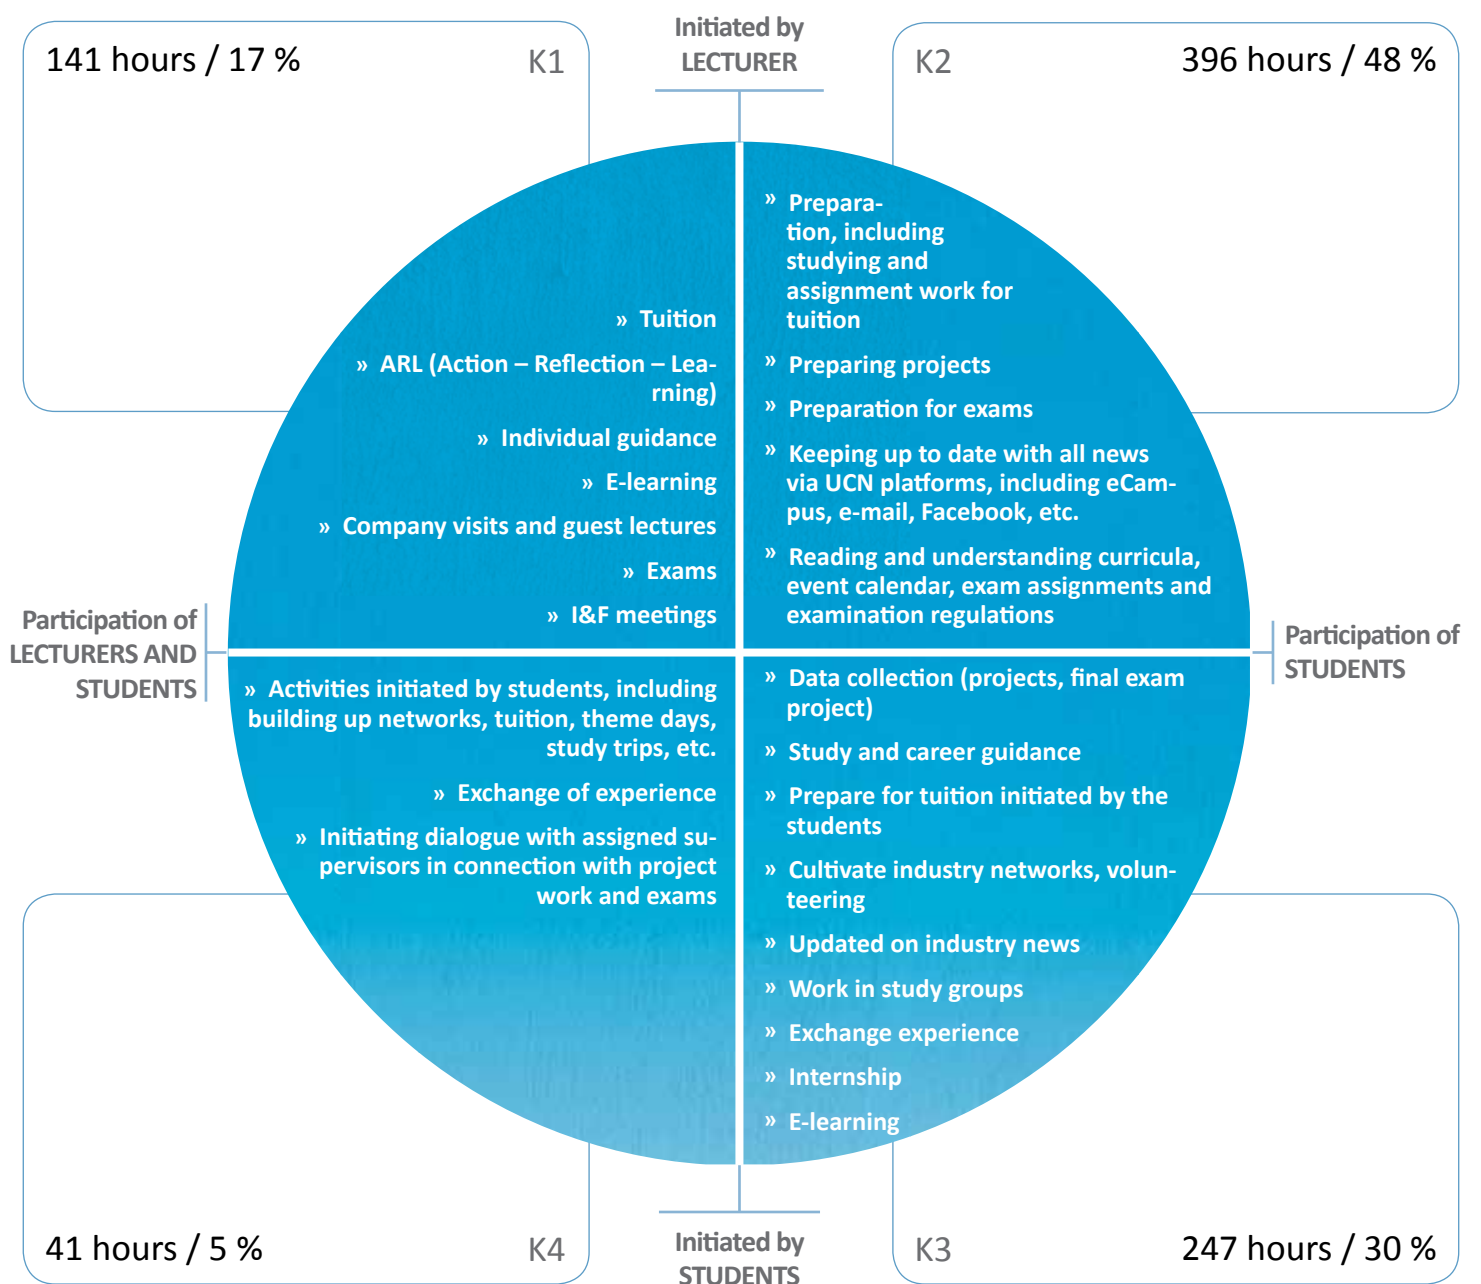 Initiated by
LECTURER
141 hours / 17 %
K1
K2
396 hours / 48 %
» Tuition
» ARL (Action – Reflection – Lea-
rning)
» Individual guidance
» E-learning
» Company visits and guest lectures
» Exams
» I&F meetings
» Prepara-
tion, including
studying and
assignment work for
tuition
» Preparing projects
» Preparation for exams
» Keeping up to date with all news
via UCN platforms, including eCam-
pus, e-mail, Facebook, etc.
» Reading and understanding curricula,
event calendar, exam assignments and
examination regulations
Participation of
LECTURERS AND
STUDENTS
Participation of
STUDENTS
» Activities initiated by students, including
building up networks, tuition, theme days,
study trips, etc.
» Exchange of experience
» Initiating dialogue with assigned su-
pervisors in connection with project
work and exams
» Data collection (projects, final exam
project)
» Study and career guidance
» Prepare for tuition initiated by the
students
» Cultivate industry networks, volun-
teering
» Updated on industry news
» Work in study groups
» Exchange experience
» Internship
» E-learning
41 hours / 5 %
K4
Initiated by
STUDENTS
K3
247 hours / 30 %